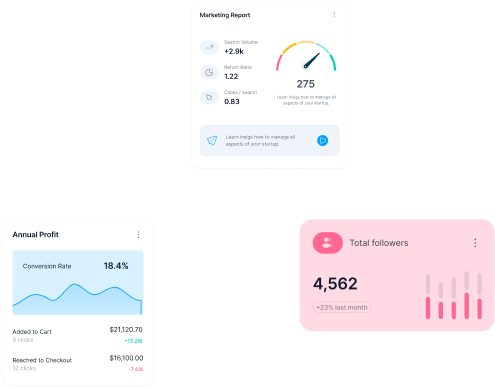 Marketing Report
Search Volume
+2.9k
Return Ratio
1.22
Clicks / search
0.83
275
Learn insigs how to manage all
aspects of your startup.
Learn insigs how to manage all
aspects of your startup.
Annual Profit
Conversion Rate
18.4%
Added to Cart
$21,120.70
5 clicks
+13.2%
Reached to Checkout
$16,100.00
12 clicks
-7.4%
Total followers
4,562
+23% last month